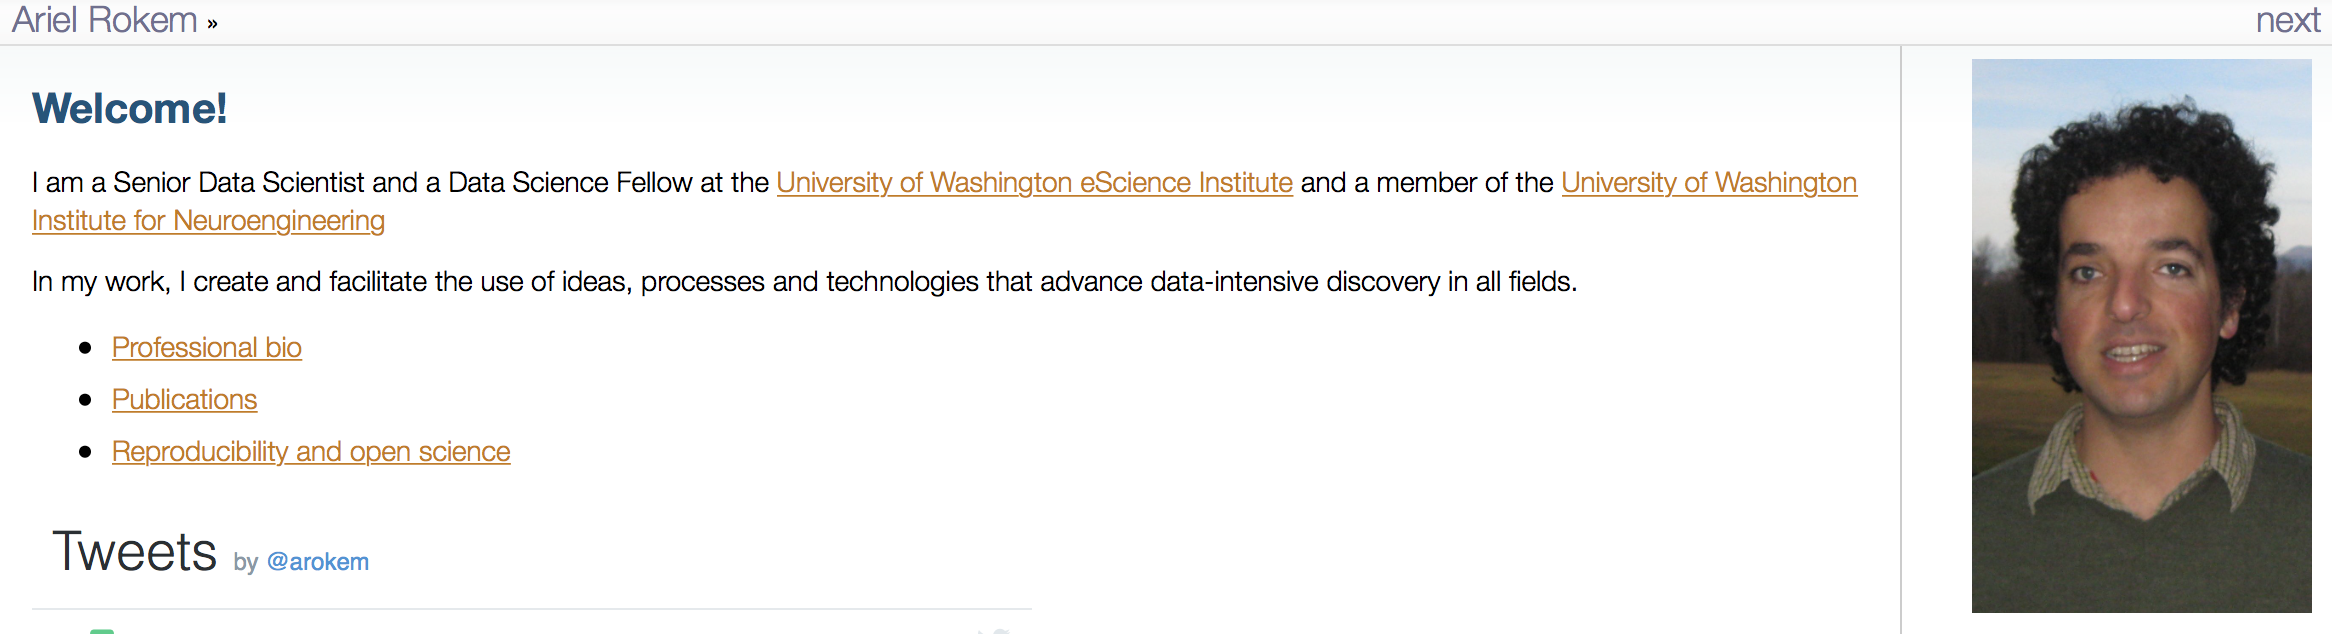 Ariel Rokem »
next
Welcome!
I am a Senior Data Scientist and a Data Science Fellow at the University of Washington eScience Institute and a member of the University of Washington
Institute for Neuroengineering
In my work, I create and facilitate the use of ideas, processes and technologies that advance data-intensive discovery in all fields.
• Professional bio
• Publications
• Reproducibility and open science
Tweets by @arokem